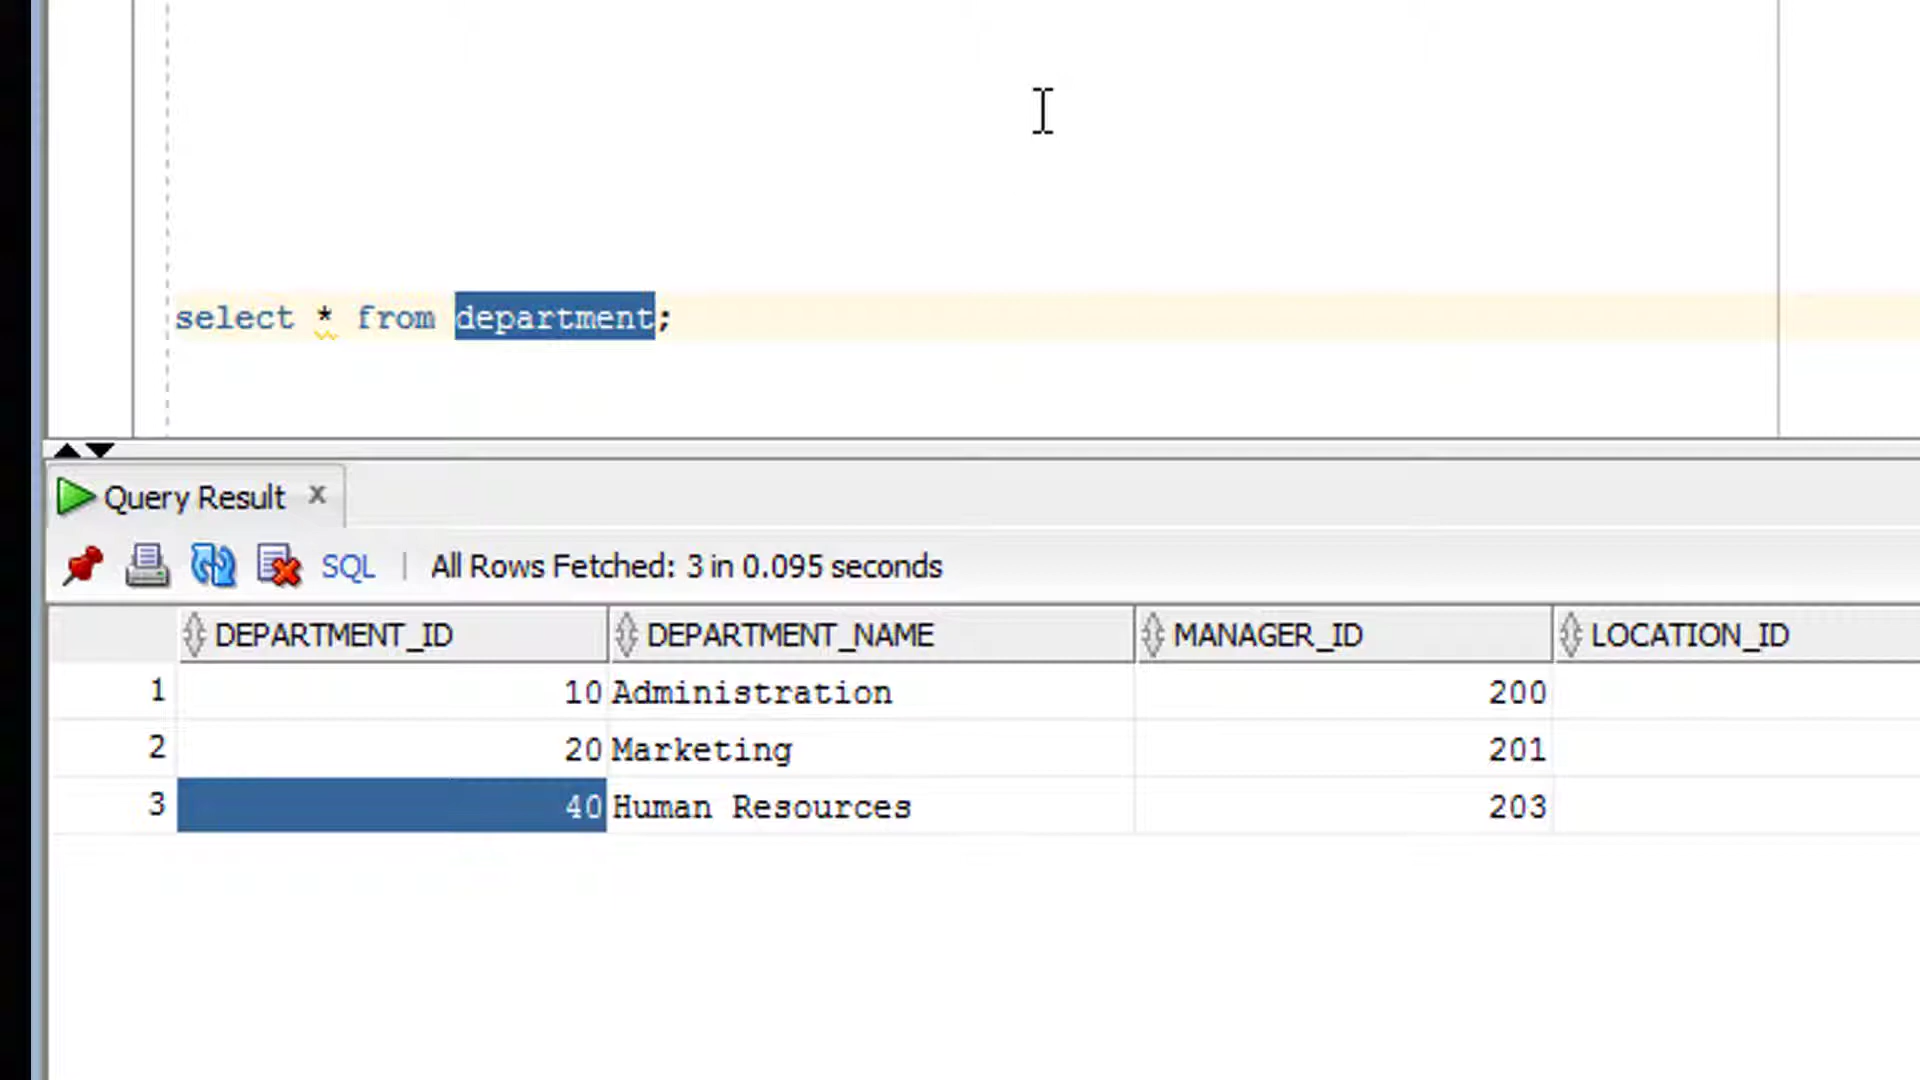 select * from department;
Query Result x
SQL | All Rows Fetched: 3 in 0.095 seconds
DEPARTMENT_ID DEPARTMENT_NAME MANAGER_ID LOCATION_ID
1 10 Administration 200
2 20 Marketing 201
3 40 Human Resources 203